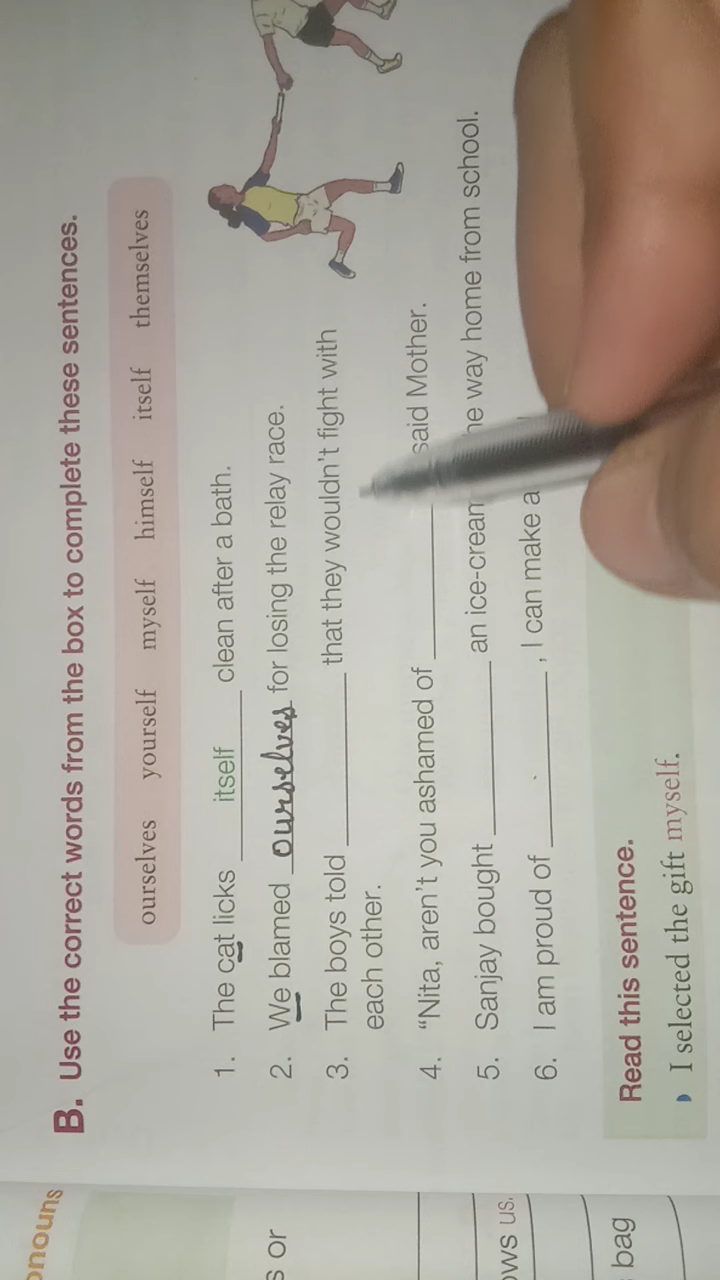 B. Use the correct words from the box to complete these sentences.
ourselves yourself myself himself itself themselves
1. The cat licks itself clean after a bath.
2. We blamed ourselves for losing the relay race.
3. The boys told ________ that they wouldn't fight with
each other.
4. "Nita, aren't you ashamed of ________ said Mother.
5. Sanjay bought ________ an ice-cream way home from school.
6. I am proud of ________, I can make a
Read this sentence.
I selected the gift myself.
s or
us.
bag